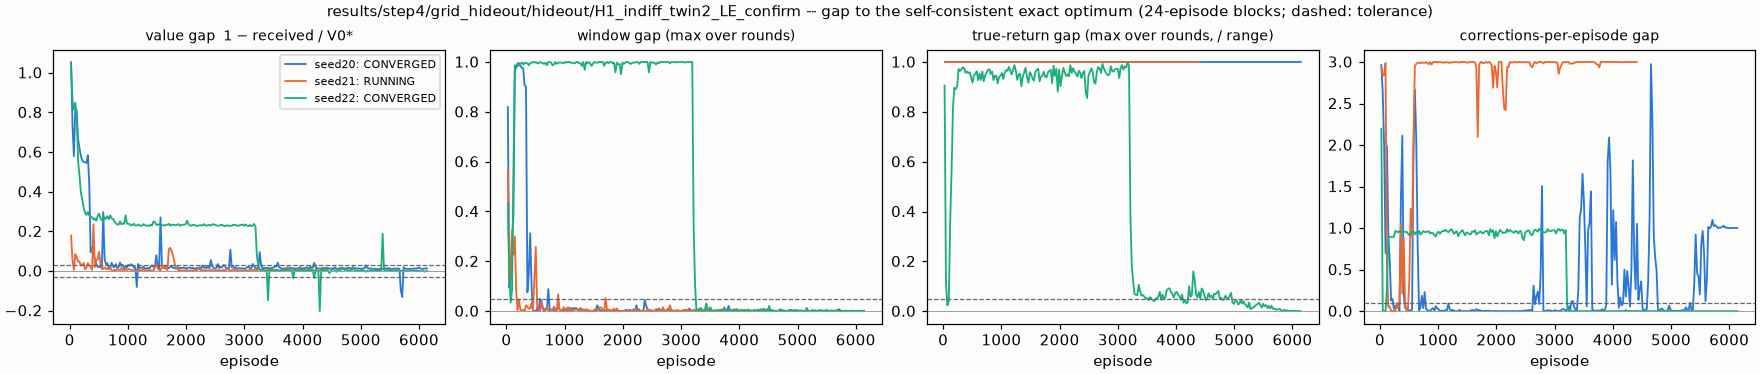 results/step4/grid_hideout/hideout/H1_indiff_twin2_LE_confirm -- gap to the self-consistent exact optimum (24-episode blocks; dashed: tolerance)
value gap 1 − received / V0*
1.0
0.8
0.6
0.4
0.2
0.0
−0.2
seed20: CONVERGED
seed21: RUNNING
seed22: CONVERGED
0 1000 2000 3000 4000 5000 6000
episode
window gap (max over rounds)
1.0
0.8
0.6
0.4
0.2
0.0
0 1000 2000 3000 4000 5000 6000
episode
true-return gap (max over rounds, / range)
1.0
0.8
0.6
0.4
0.2
0.0
0 1000 2000 3000 4000 5000 6000
episode
corrections-per-episode gap
3.0
2.5
2.0
1.5
1.0
0.5
0.0
0 1000 2000 3000 4000 5000 6000
episode